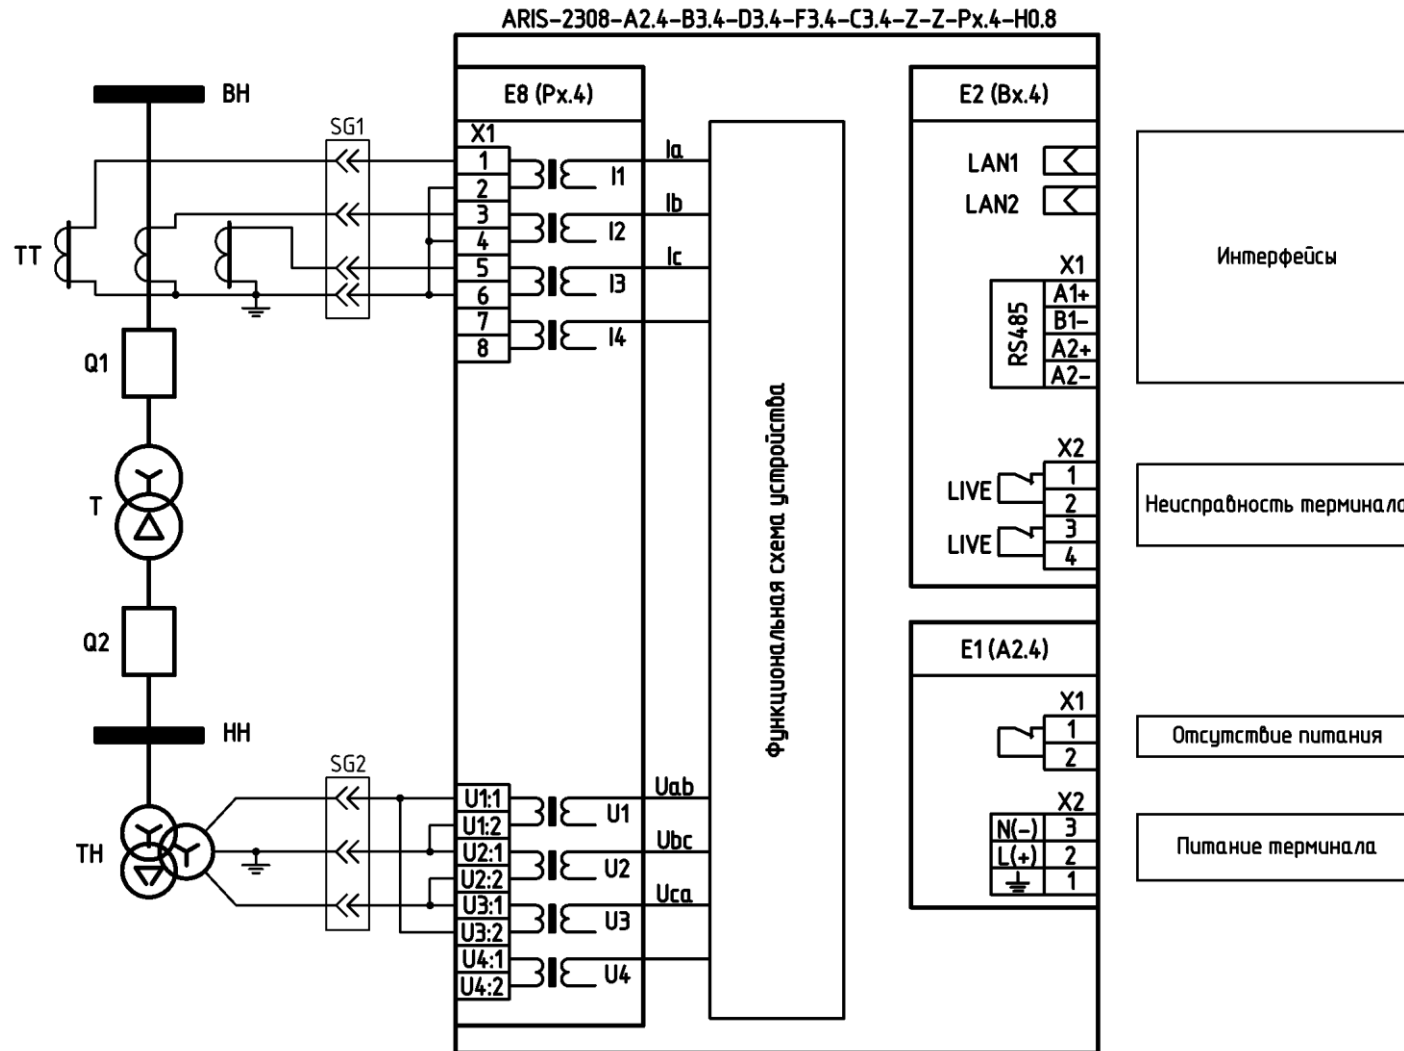 ARIS-2308-A2.4-B3.4-D3.4-F3.4-C3.4-Z-Z-Px.4-H0.8
ВН
SG1
ТТ
Q1
Т
Q2
НН
SG2
ТН
E8 (Px.4)
X1
1
2
3
4
5
6
7
8
I1
I2
I3
I4
Ia
Ib
Ic
U1:1
U1:2
U2:1
U2:2
U3:1
U3:2
U4:1
U4:2
U1
U2
U3
U4
Uab
Ubc
Uca
Функциональная схема устройства
E2 (Bx.4)
LAN1
LAN2
X1
RS485
A1+
B1-
A2+
A2-
X2
LIVE
1
2
LIVE
3
4
E1 (A2.4)
X1
1
2
X2
N(-) 3
L(+) 2
1
Интерфейсы
Неисправность терминала
Отсутствие питания
Питание терминала